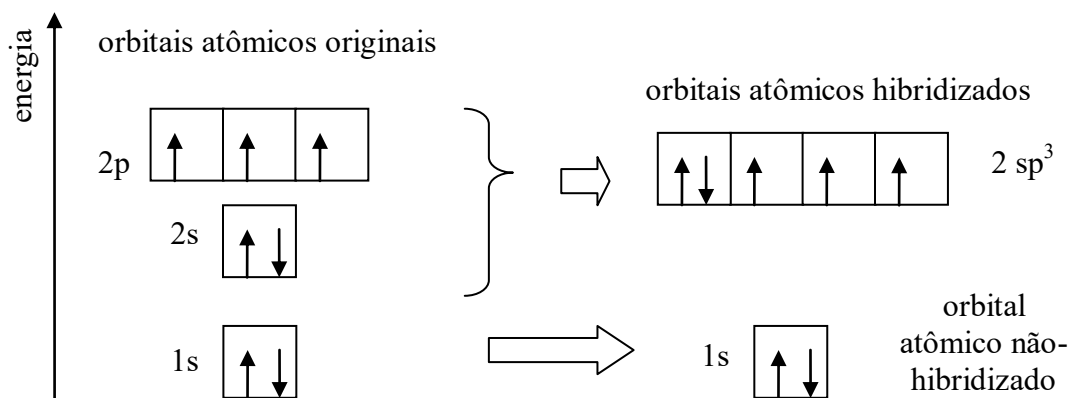 energia
orbitais atômicos originais
orbitais atômicos hibridizados
2p
2 sp³
2s
1s
1s
orbital
atômico não-
hibridizado